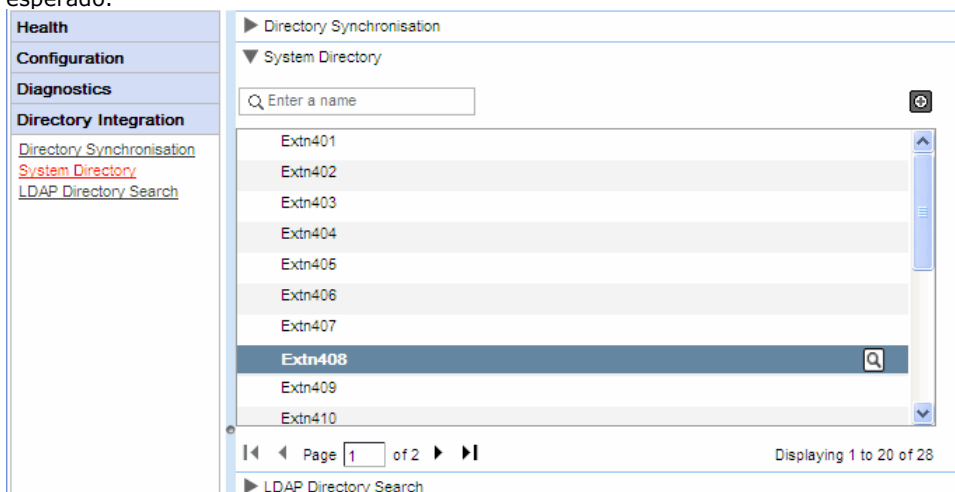 esperado.
Health
Configuration
Diagnostics
Directory Integration
Directory Synchronisation
System Directory
LDAP Directory Search
Directory Synchronisation
System Directory
Enter a name
Extn401
Extn402
Extn403
Extn404
Extn405
Extn406
Extn407
Extn408
Extn409
Extn410
Page 1 of 2
Displaying 1 to 20 of 28
LDAP Directory Search